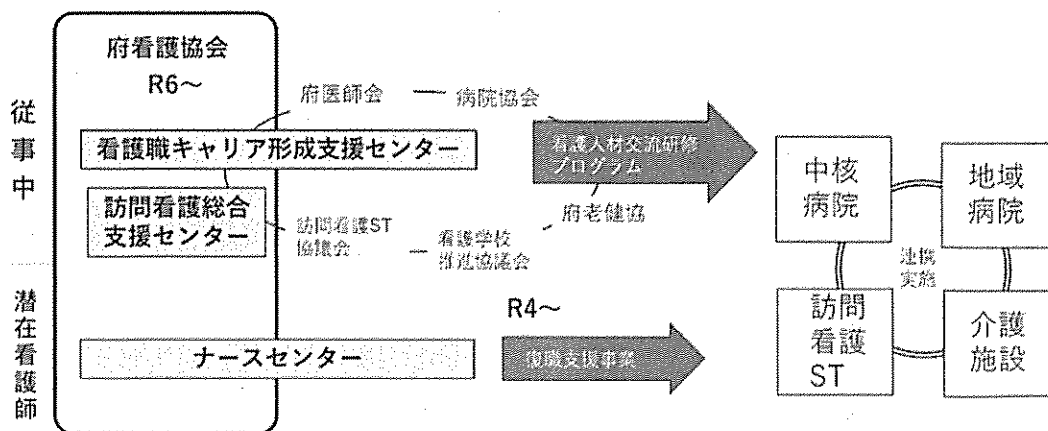 府看護協会
R6～
従事中
府医師会
病院協会
看護職キャリア形成支援センター
看護人材交流研修
プログラム
訪問看護総合
支援センター
訪問看護ST
協議会
看護学校
推進協議会
府老健協
中核
病院
地域
病院
連携
実施
訪問
看護
ST
介護
施設
潜在看護師
R4～
ナースセンター
復職支援事業